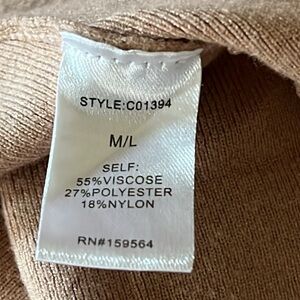 STYLE:C01394
M/L
SELF:
55%VISCOSE
27%POLYESTER
18%NYLON
RN#159564